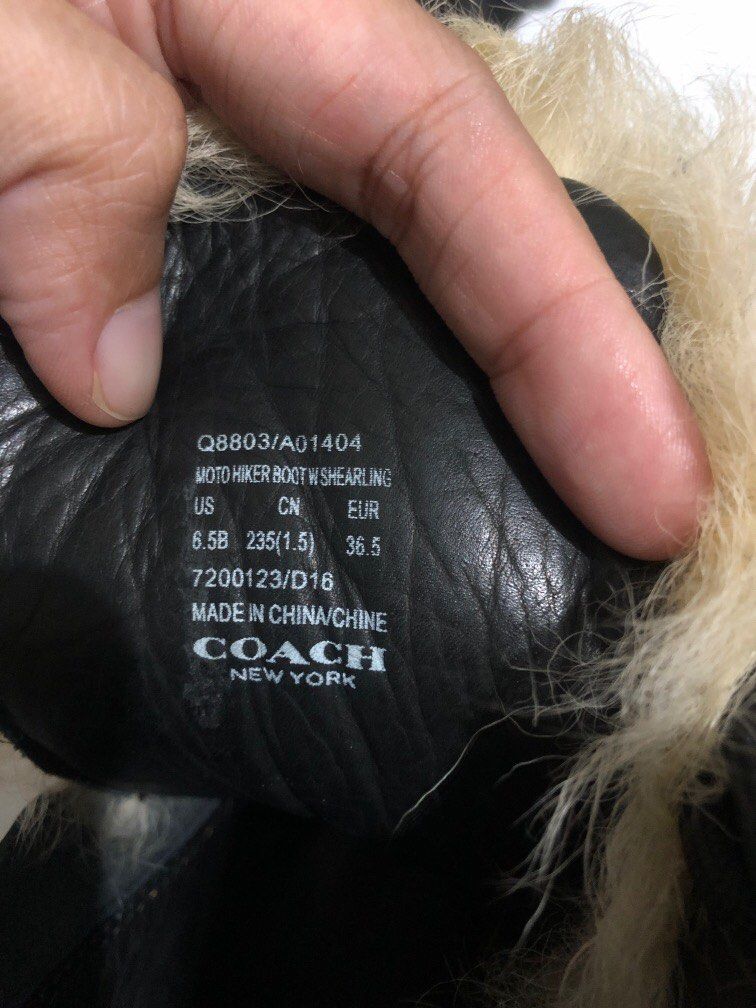 Q8803/A01404
MOTO HIKER BOOT W SHEARLING
US CN EUR
6.5B 235(1.5) 36.5
7200123/D16
MADE IN CHINA/CHINE
COACH
NEW YORK